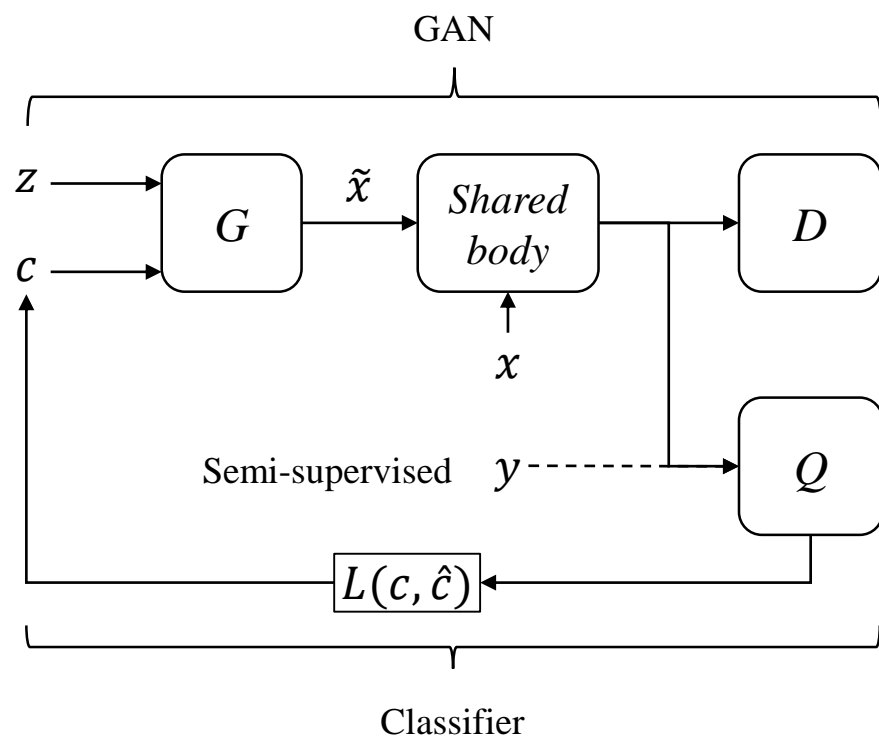 GAN
z
x̃
G
Shared
body
D
c
x
Semi-supervised y
Q
L(c, ĉ)
Classifier